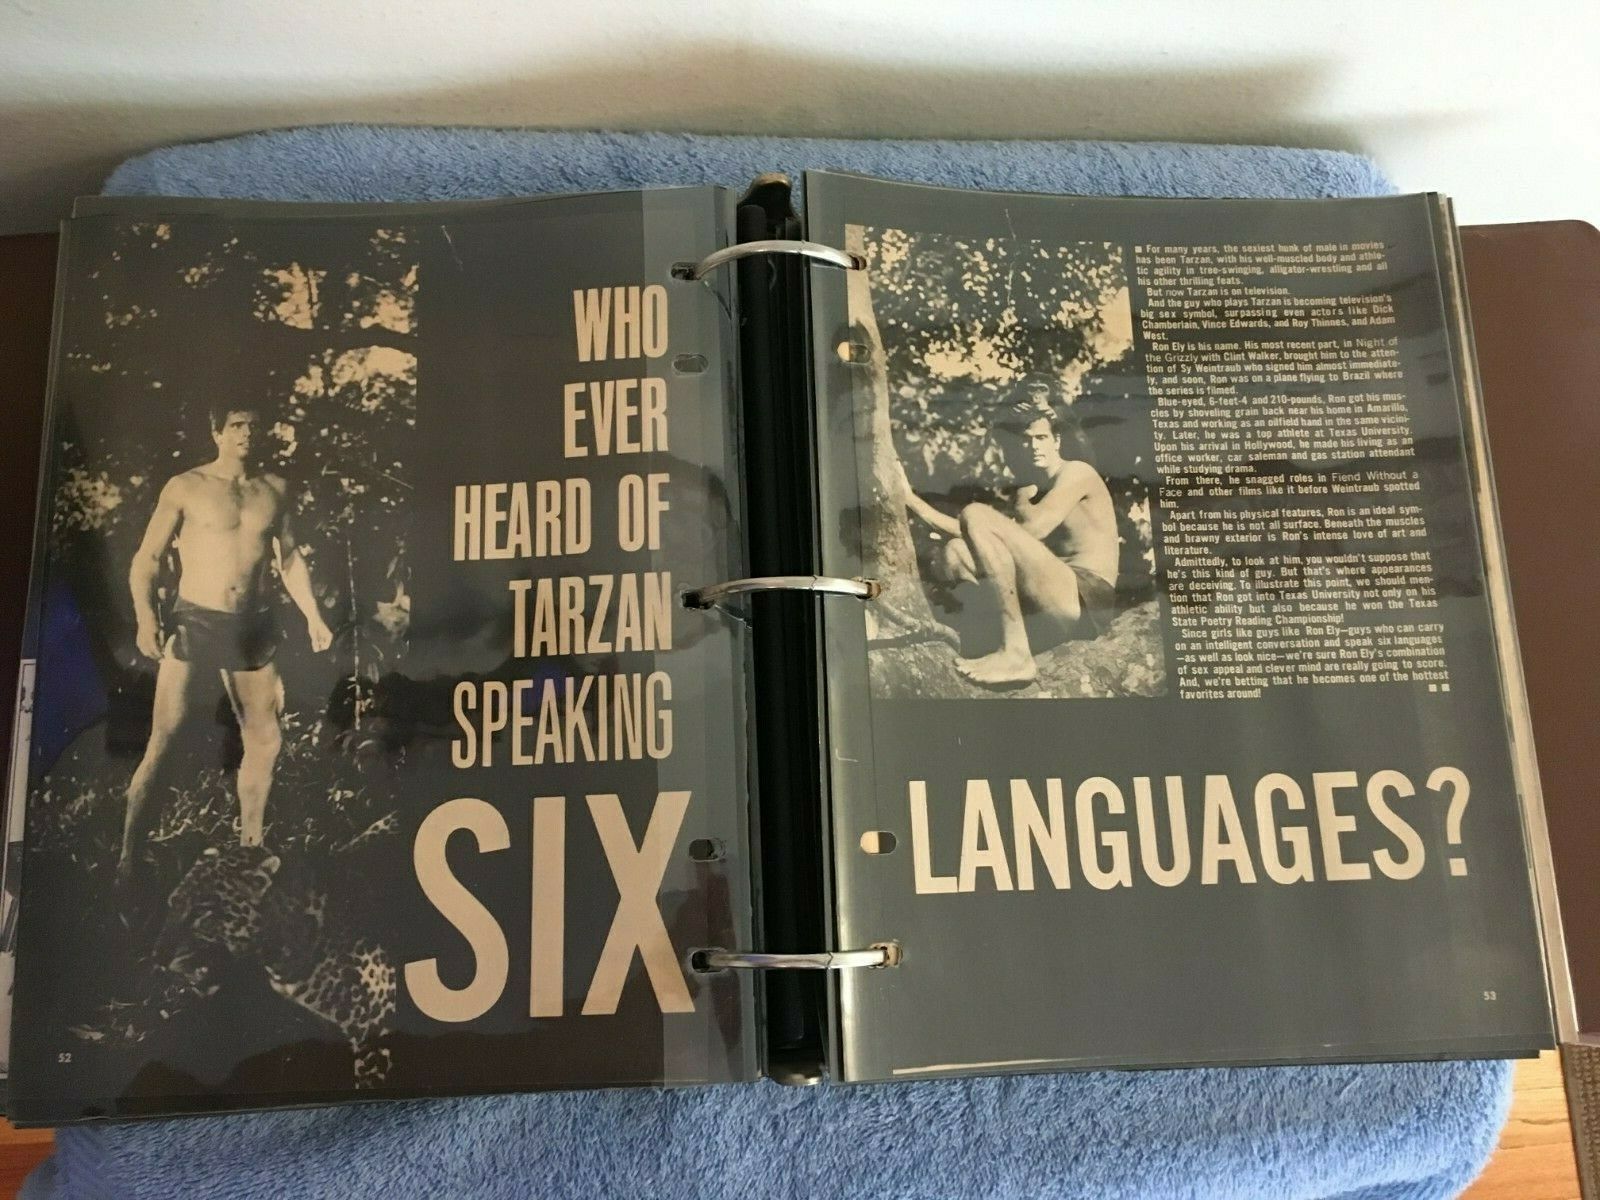 WHO
EVER
HEARD OF
TARZAN
SPEAKING
SIX
52
■ For many years, the sexiest hunk of male in movies
has been Tarzan, with his well-muscled body and athle-
tic agility in tree-swinging, alligator-wrestling and all
his other thrilling feats.
But now Tarzan is on television.
And the guy who plays Tarzan is becoming television's
big sex symbol, surpassing even actors like Dick
Chamberlain, Vince Edwards, and Roy Thinnes, and Adam
West.
Ron Ely is his name. His most recent part, in Night of
the Grizzly with Clint Walker, brought him to the atten-
tion of Sy Weintraub who signed him almost immediate-
ly, and soon, Ron was on a plane flying to Brazil where
the series is filmed.
Blue-eyed, 6-feet-4 and 210-pounds, Ron got his mus-
cles by shoveling grain back near his home in Amarillo,
Texas and working as an oilfield hand in the same vicini-
ty. Later, he was a top athlete at Texas University.
Upon his arrival in Hollywood, he made his living as an
office worker, car saleman and gas station attendant
while studying drama.
From there, he snagged roles in Fiend Without a
Face and other films like it before Weintraub spotted
him.
Apart from his physical features, Ron is an ideal sym-
bol because he is not all surface. Beneath the muscles
and brawny exterior is Ron's intense love of art and
literature.
Admittedly, to look at him, you wouldn't suppose that
he's this kind of guy. But that's where appearances
are deceiving. To illustrate this point, we should men-
tion that Ron got into Texas University not only on his
athletic ability but also because he won the Texas
State Poetry Reading Championship!
Since girls like guys like Ron Ely—guys who can carry
on an intelligent conversation and speak six languages
—as well as look nice—we're sure Ron Ely's combination
of sex appeal and clever mind are really going to score.
And, we're betting that he becomes one of the hottest
favorites around! ■ ■
LANGUAGES?
53